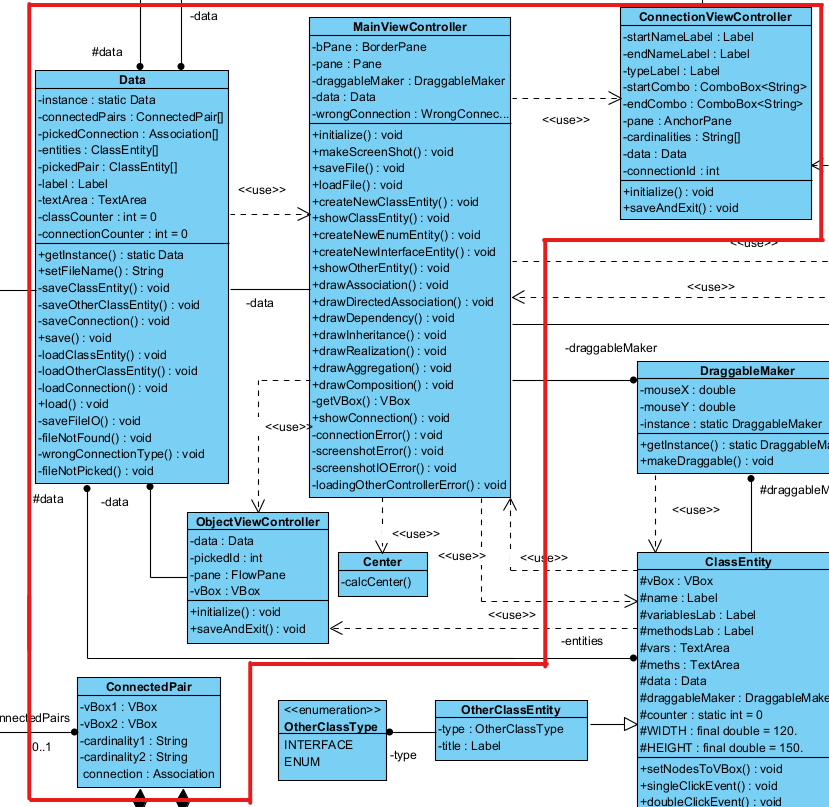 -data
#data
Data
-instance : static Data
-connectedPairs : ConnectedPair[]
-pickedConnection : Association[]
-entities : ClassEntity[]
-pickedPair : ClassEntity[]
-label : Label
-textArea : TextArea
-classCounter : int = 0
-connectionCounter : int = 0
+getInstance() : static Data
+setFileName() : String
-saveClassEntity() : void
-saveOtherClassEntity() : void
-saveConnection() : void
+save() : void
-loadClassEntity() : void
-loadOtherClassEntity() : void
-loadConnection() : void
+load() : void
-saveFileIO() : void
-fileNotFound() : void
-wrongConnectionType() : void
-fileNotPicked() : void
<<use>>
-data
MainViewController
-bPane : BorderPane
-pane : Pane
-draggableMaker : DraggableMaker
-data : Data
-wrongConnection : WrongConnec...
+initialize() : void
+makeScreenShot() : void
+saveFile() : void
+loadFile() : void
+createNewClassEntity() : void
+showClassEntity() : void
+createNewEnumEntity() : void
+createNewInterfaceEntity() : void
+showOtherEntity() : void
+drawAssociation() : void
+drawDirectedAssociation() : void
+drawDependency() : void
+drawInheritance() : void
+drawRealization() : void
+drawAggregation() : void
+drawComposition() : void
-getVBox() : VBox
+showConnection() : void
-connectionError() : void
-screenshotError() : void
-screenshotIOError() : void
-loadingOtherControllerError() : void
<<use>>
ConnectionViewController
-startNameLabel : Label
-endNameLabel : Label
-typeLabel : Label
-startCombo : ComboBox<String>
-endCombo : ComboBox<String>
-pane : AnchorPane
-cardinalities : String[]
-data : Data
-connectionId : int
+initialize() : void
+saveAndExit() : void
<<use>>
<<use>>
-draggableMaker
DraggableMaker
-mouseX : double
-mouseY : double
-instance : static DraggableMaker
+getInstance() : static DraggableMa
+makeDraggable() : void
<<use>>
#draggableM
<<use>>
#data
-data
ObjectViewController
-data : Data
-pickedId : int
-pane : FlowPane
-vBox : VBox
+initialize() : void
+saveAndExit() : void
<<use>>
Center
-calcCenter()
<<use>>
<<use>>
<<use>>
-entities
ClassEntity
#vBox : VBox
#name : Label
#variablesLab : Label
#methodsLab : Label
#vars : TextArea
#meths : TextArea
#data : Data
#draggableMaker : DraggableMake
#counter : static int = 0
#WIDTH : final double = 120.
#HEIGHT : final double = 150.
+setNodesToVBox() : void
+singleClickEvent() : void
+doubleClickEvent() : void
nnectedPairs
0..1
ConnectedPair
-vBox1 : VBox
-vBox2 : VBox
-cardinality1 : String
-cardinality2 : String
connection : Association
<<enumeration>>
OtherClassType
INTERFACE
ENUM
-type
OtherClassEntity
-type : OtherClassType
-title : Label